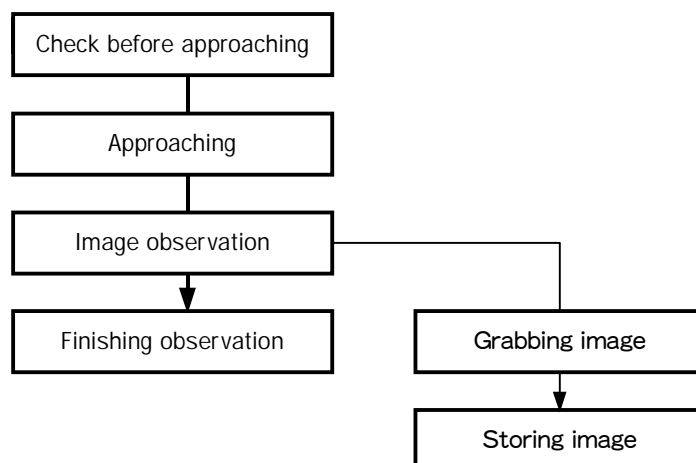 Check before approaching
Approaching
Image observation
Finishing observation
Grabbing image
Storing image